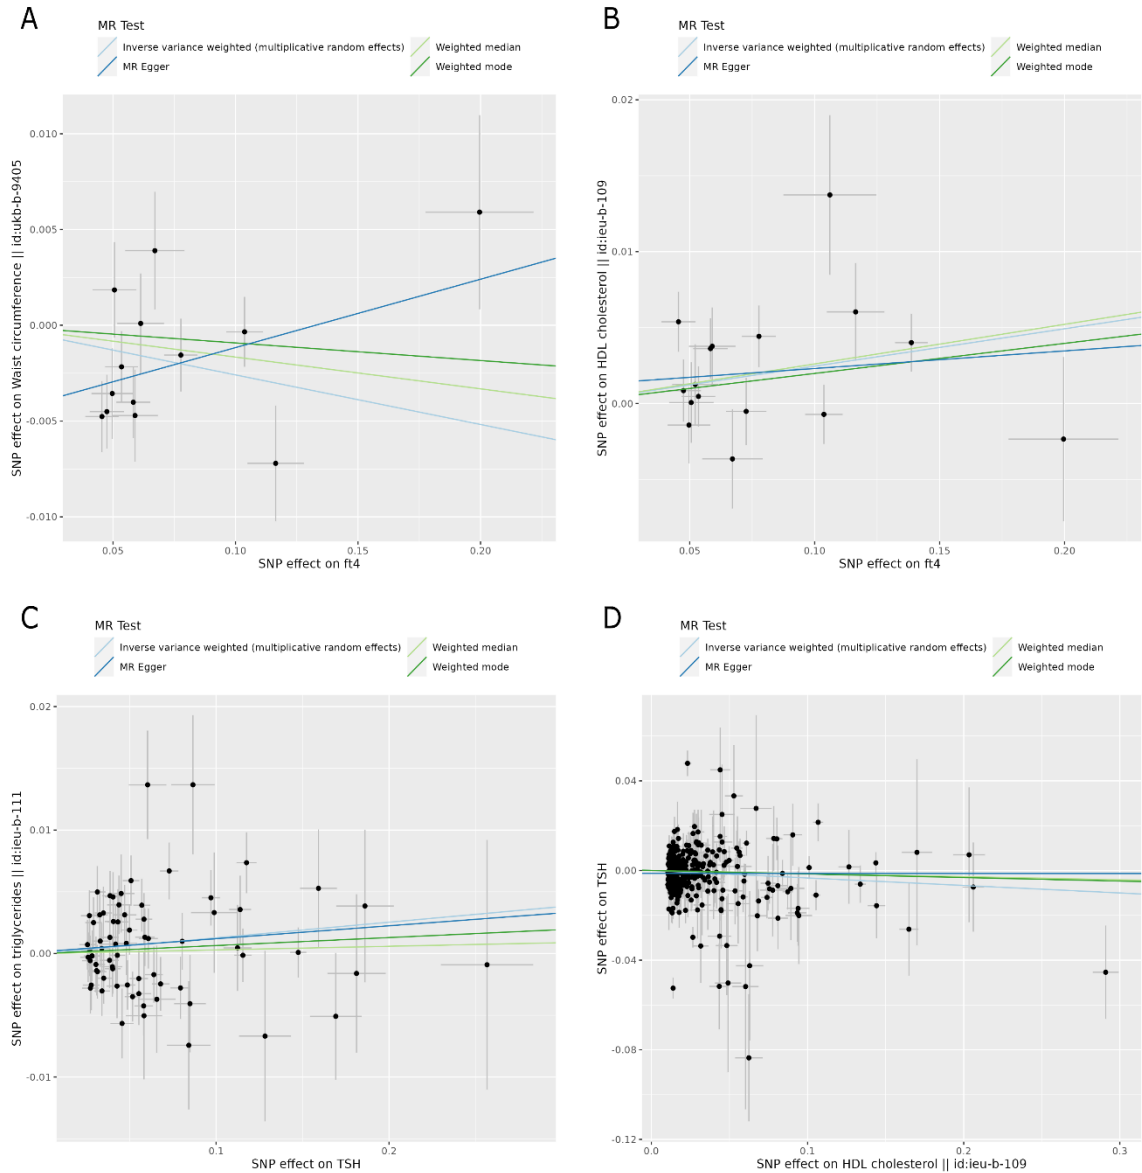 A
MR Test
Inverse variance weighted (multiplicative random effects)
Weighted median
MR Egger
Weighted mode
SNP effect on Waist circumference || id:ukb-b-9405
0.010
0.005
0.000
-0.005
-0.010
0.05
0.10
0.15
0.20
SNP effect on ft4
B
MR Test
Inverse variance weighted (multiplicative random effects)
Weighted median
MR Egger
Weighted mode
SNP effect on HDL cholesterol || id:ieu-b-109
0.02
0.01
0.00
0.05
0.10
0.15
0.20
SNP effect on ft4
C
MR Test
Inverse variance weighted (multiplicative random effects)
Weighted median
MR Egger
Weighted mode
SNP effect on triglycerides || id:ieu-b-111
0.02
0.01
0.00
-0.01
0.1
0.2
SNP effect on TSH
D
MR Test
Inverse variance weighted (multiplicative random effects)
Weighted median
MR Egger
Weighted mode
SNP effect on TSH
0.04
0.00
-0.04
-0.08
-0.12
0.0
0.1
0.2
0.3
SNP effect on HDL cholesterol || id:ieu-b-109